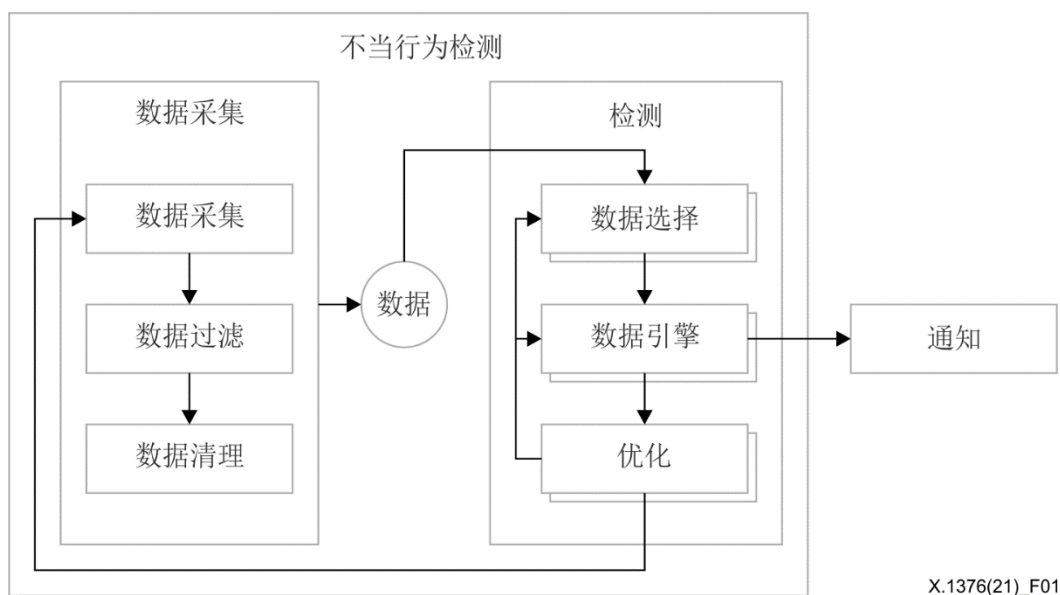 不当行为检测
数据采集
数据采集
数据过滤
数据清理
数据
检测
数据选择
数据引擎
优化
通知
X.1376(21)_F01